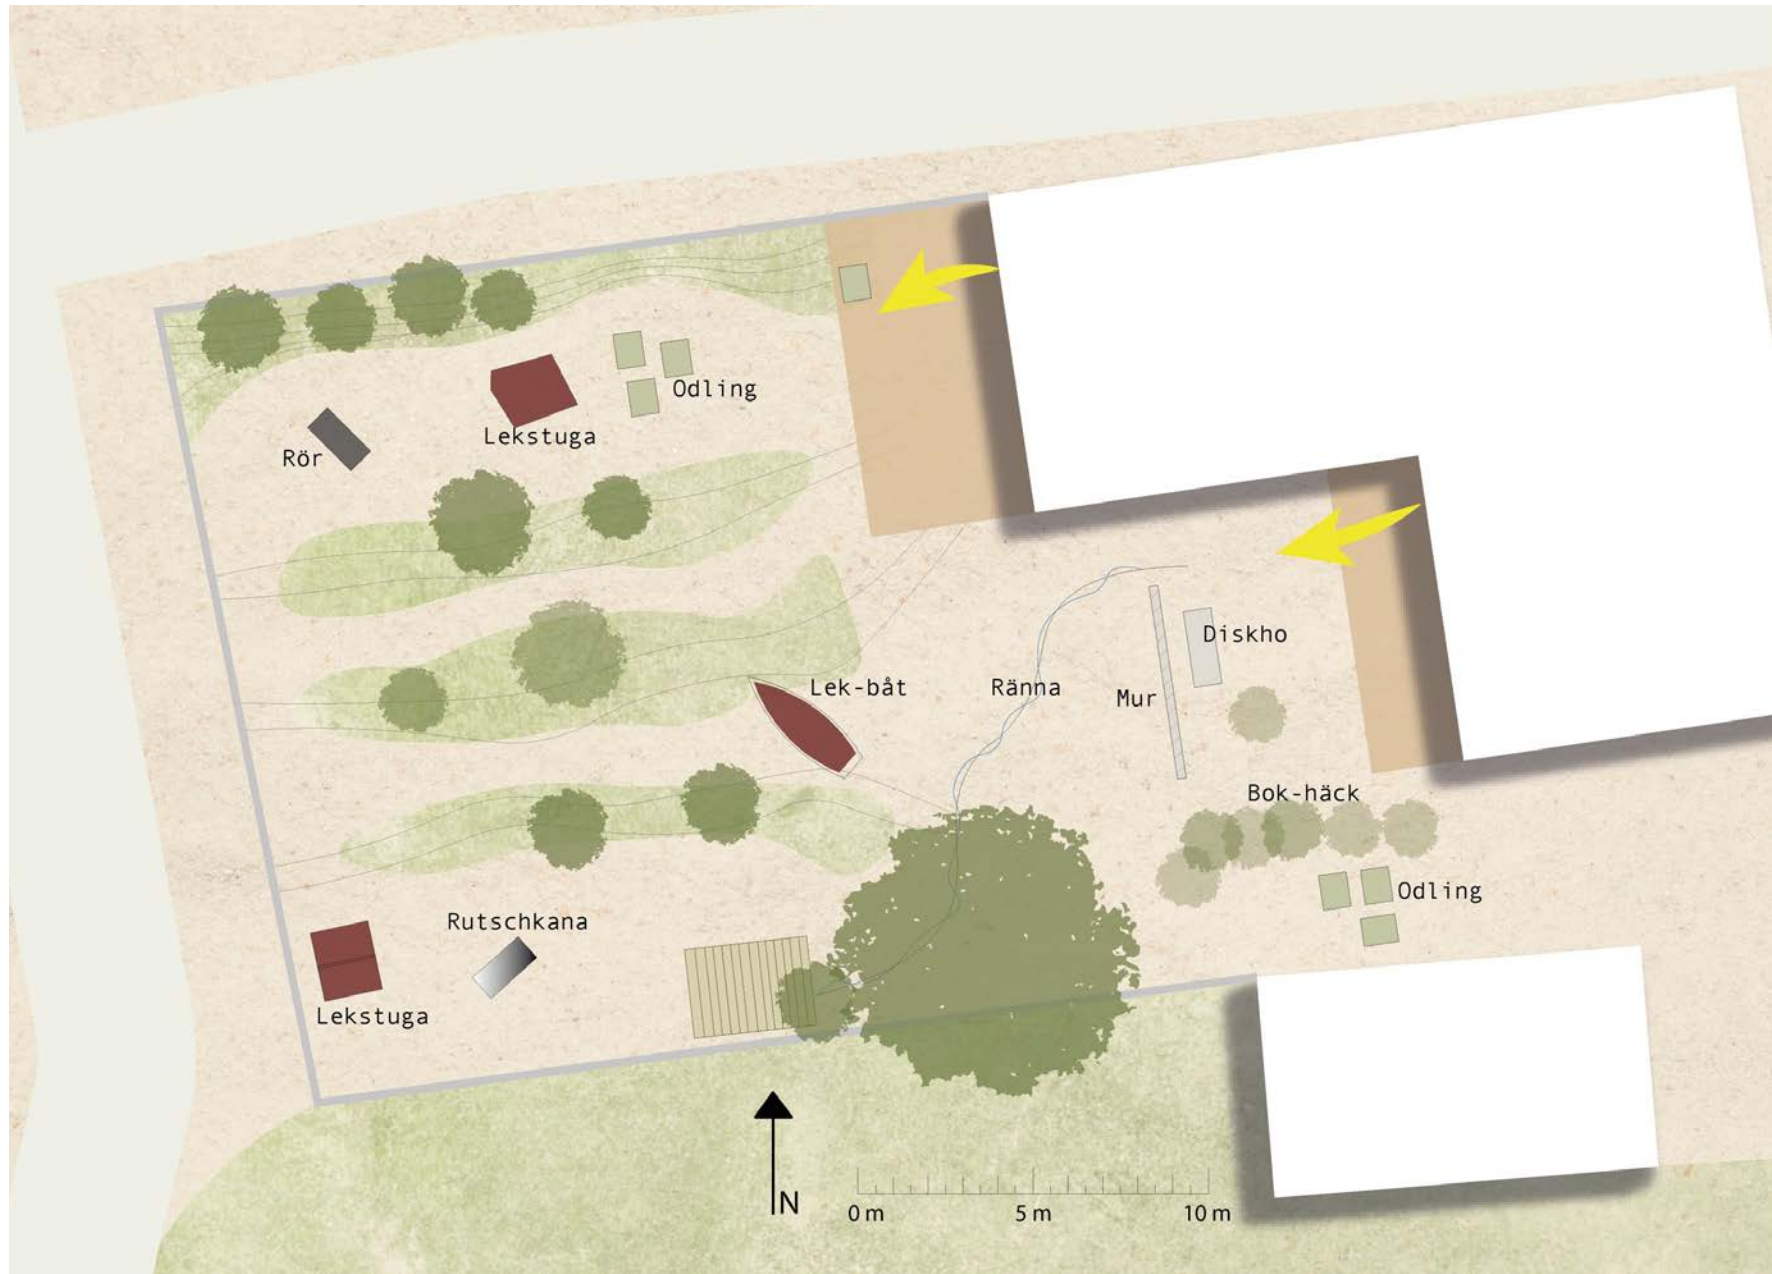 Odling
Lekstuga
Rör
Diskho
Lek-båt
Ränna
Mur
Bok-häck
Odling
Rutschkana
Lekstuga
N
0 m 5 m 10 m